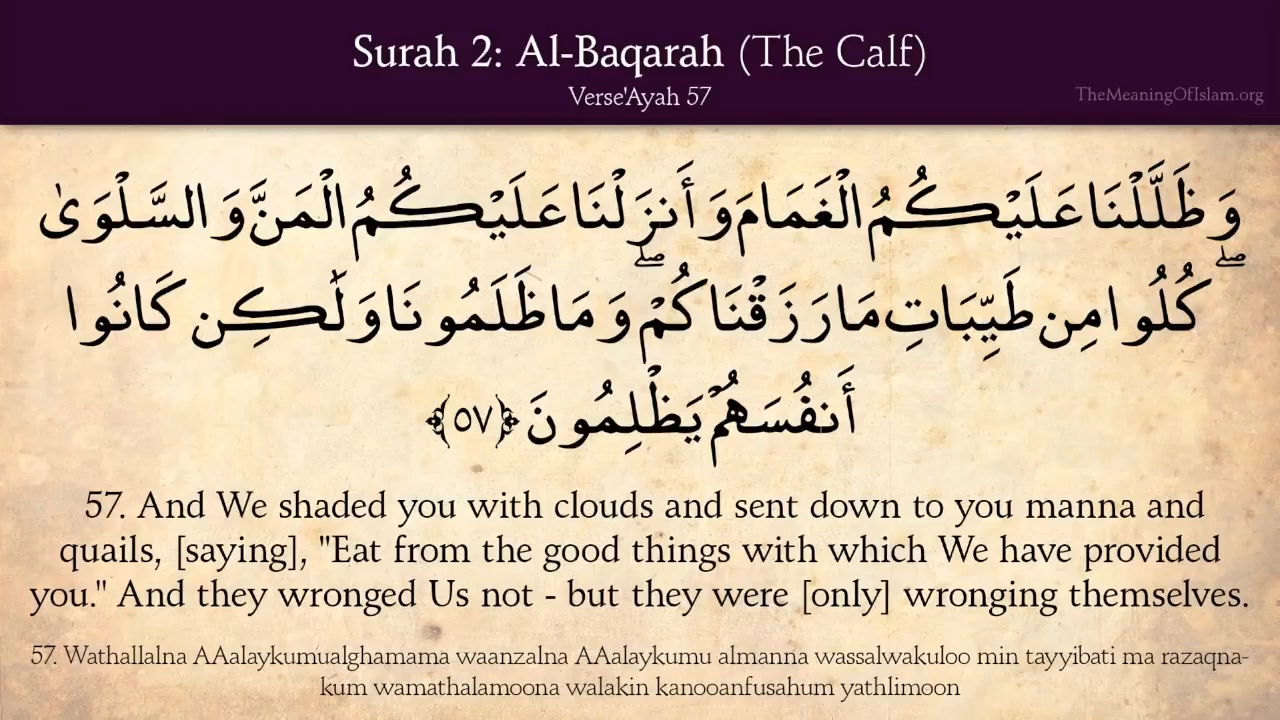 Surah 2: Al-Baqarah (The Calf)
Verse'Ayah 57
TheMeaningOfIslam.org
وَظَلَّلْنَا عَلَيْكُمُ الْغَمَامَ وَأَنزَلْنَا عَلَيْكُمُ الْمَنَّ وَالسَّلْوَىٰ ۖ
كُلُوا مِن طَيِّبَاتِ مَا رَزَقْنَاكُمْ ۖ وَمَا ظَلَمُونَا وَلَٰكِن كَانُوا
أَنفُسَهُمْ يَظْلِمُونَ ﴿٥٧﴾
57. And We shaded you with clouds and sent down to you manna and
quails, [saying], "Eat from the good things with which We have provided
you." And they wronged Us not - but they were [only] wronging themselves.
57. Wathallalna AAalaykumualghamama waanzalna AAalaykumu almanna wassalwakuloo min tayyibati ma razaqna-
kum wamathalamoona walakin kanooanfusahum yathlimoon